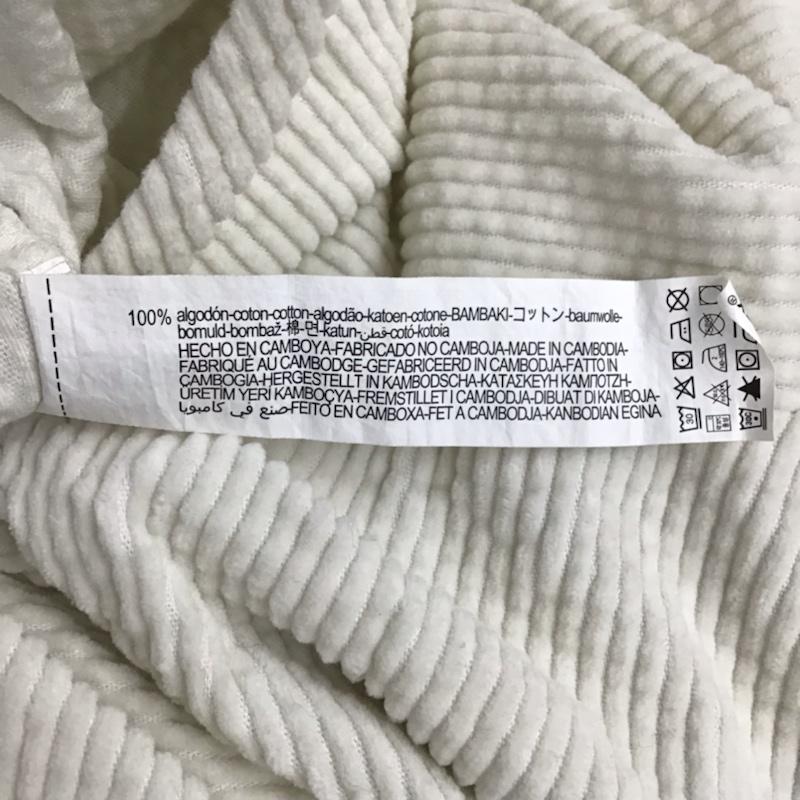 100% algodón-coton-cotton-algodão-katoen-cotone-BAMBAKI-コットン-baumwolle-
bomuld-bombaž-棉-면-katun-قطن-cotó-kotoia
HECHO EN CAMBOYA-FABRICADO NO CAMBOJA-MADE IN CAMBODIA-
FABRIQUÉ AU CAMBODGE-GEFABRICEERD IN CAMBODJA-FATTO IN
CAMBOGIA-HERGESTELLT IN KAMBODSCHA-ΚΑΤΑΣΚΕΥΗ ΚΑΜΠΟΤΖΗ-
ÜRETIM YERI KAMBOÇYA-FREMSTILLET I CAMBODJA-DIBUAT DI KAMBOJA-
صنع في كامبوديا-FEITO EN CAMBOXA-FET A CAMBODJA-KANBODIAN EGINA